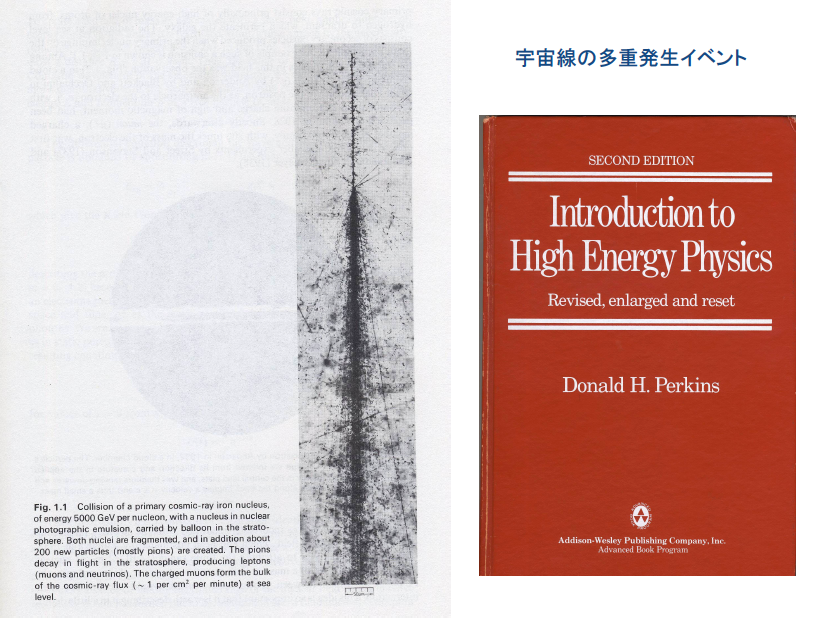 宇宙線の多重発生イベント
Fig. 1.1 Collision of a primary cosmic-ray iron nucleus,
of energy 5000 GeV per nucleon, with a nucleus in nuclear
photographic emulsion, carried by balloon in the strato-
sphere. Both nuclei are fragmented, and in addition about
200 new particles (mostly pions) are created. The pions
decay in flight in the stratosphere, producing leptons
(muons and neutrinos). The charged muons form the bulk
of the cosmic-ray flux (~ 1 per cm² per minute) at sea
level.
SECOND EDITION
Introduction to
High Energy Physics
Revised, enlarged and reset
Donald H. Perkins
Addison-Wesley Publishing Company, Inc.
Advanced Book Program